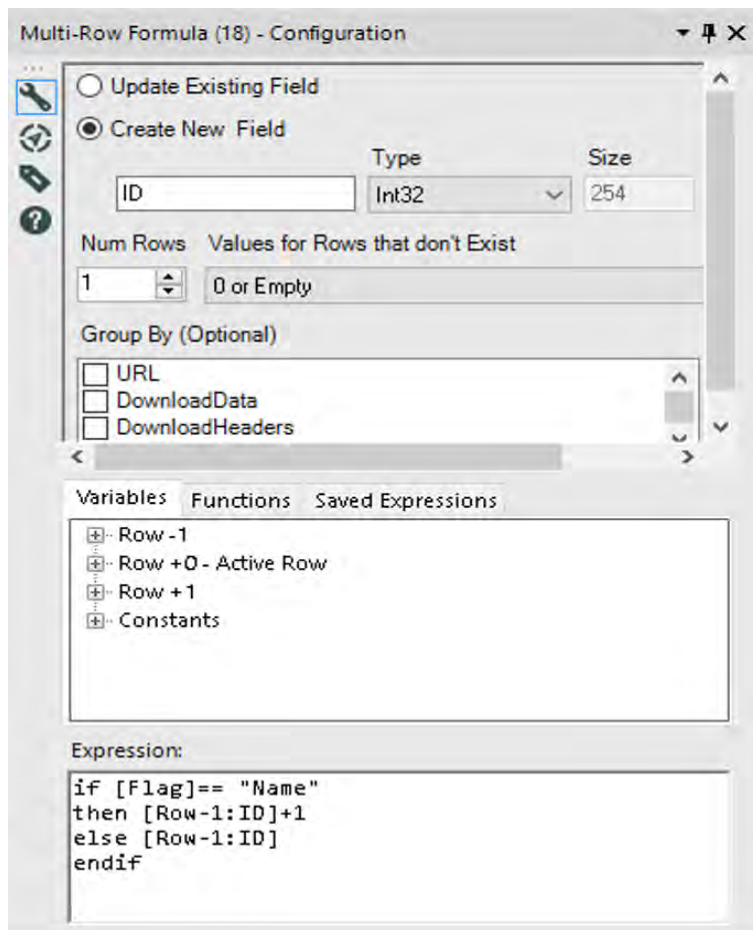 Multi-Row Formula (18) - Configuration
Update Existing Field
Create New Field
Type Size
ID Int32 254
Num Rows Values for Rows that don't Exist
1 0 or Empty
Group By (Optional)
URL
DownloadData
DownloadHeaders
Variables Functions Saved Expressions
Row -1
Row +0 - Active Row
Row +1
Constants
Expression:
if [Flag]== "Name"
then [Row-1:ID]+1
else [Row-1:ID]
endif